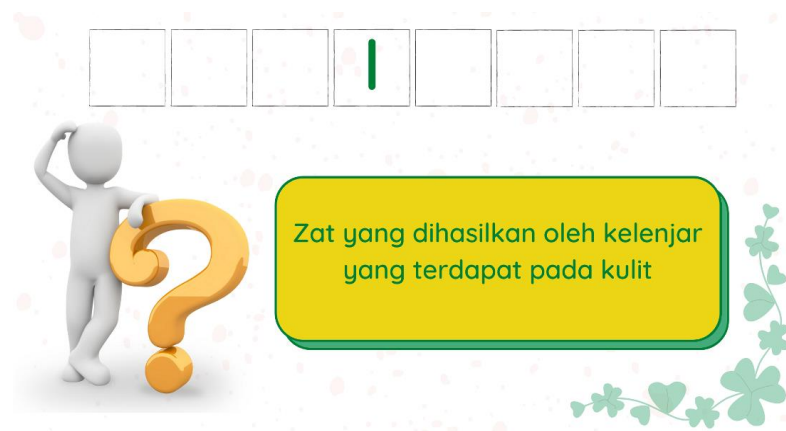 l
Zat yang dihasilkan oleh kelenjar
yang terdapat pada kulit